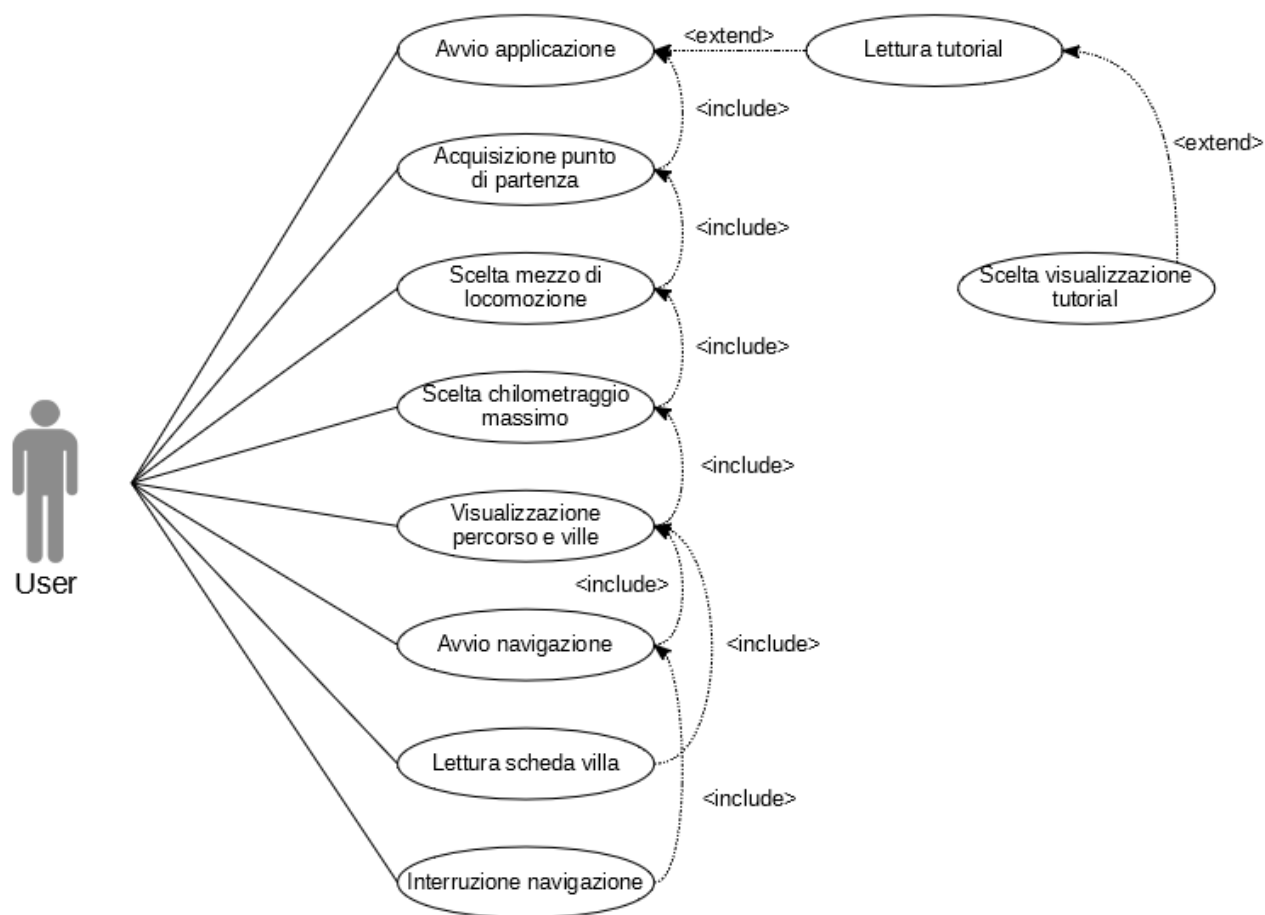 Avvio applicazione
<extend>
Lettura tutorial
<include>
<extend>
Acquisizione punto
di partenza
<include>
Scelta mezzo di
locomozione
Scelta visualizzazione
tutorial
<include>
Scelta chilometraggio
massimo
<include>
Visualizzazione
percorso e ville
User
<include>
Avvio navigazione
<include>
Lettura scheda villa
<include>
Interruzione navigazione